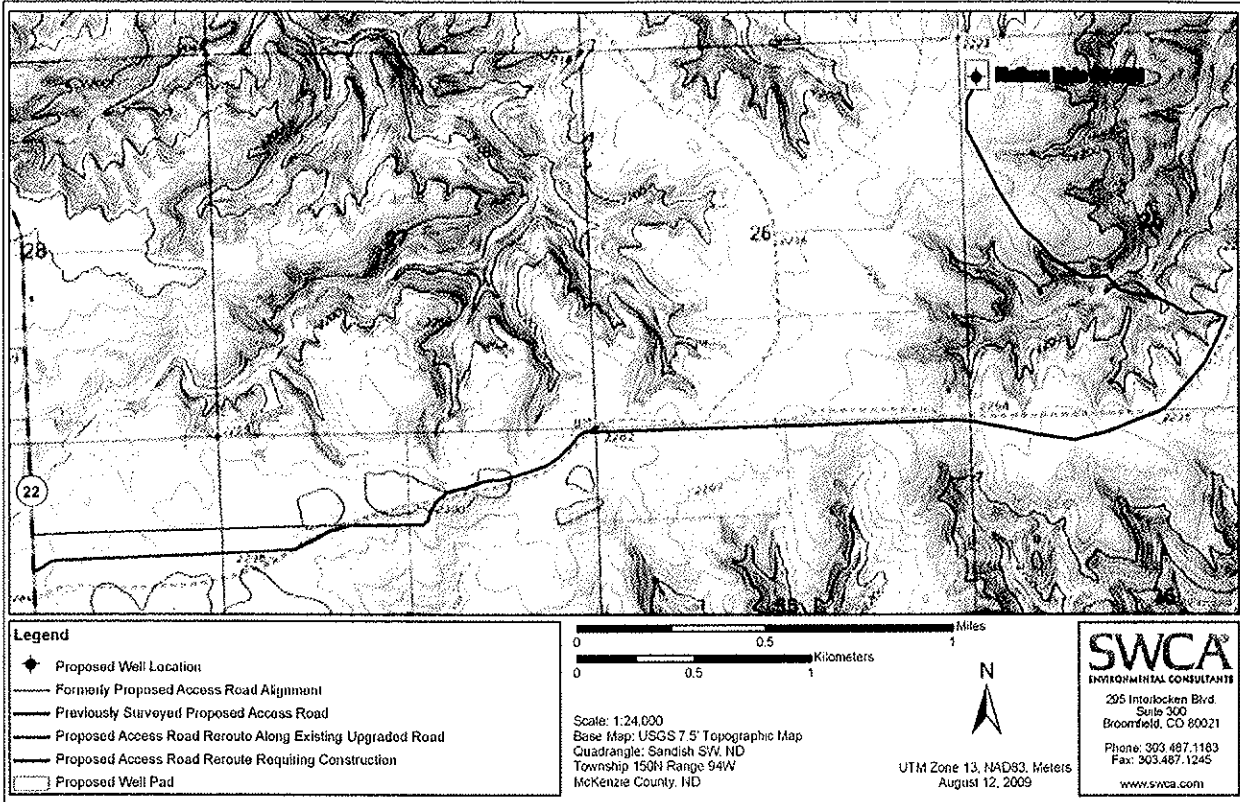 2223
28
26
2236
22
2282
2264
Legend
Proposed Well Location
Formerly Proposed Access Road Alignment
Previously Surveyed Proposed Access Road
Proposed Access Road Reroute Along Existing Upgraded Road
Proposed Access Road Reroute Requiring Construction
Proposed Well Pad
Miles
0 0.5 1
Kilometers
0 0.5 1
Scale: 1:24,000
Base Map: USGS 7.5' Topographic Map
Quadrangle: Sandish SW, ND
Township 150N Range 94W
McKenzie County, ND
N
UTM Zone 13, NAD83, Meters
August 12, 2009
SWCA®
ENVIRONMENTAL CONSULTANTS
295 Interlocken Blvd.
Suite 300
Broomfield, CO 80021
Phone: 303.487.1183
Fax: 303.487.1245
www.swca.com